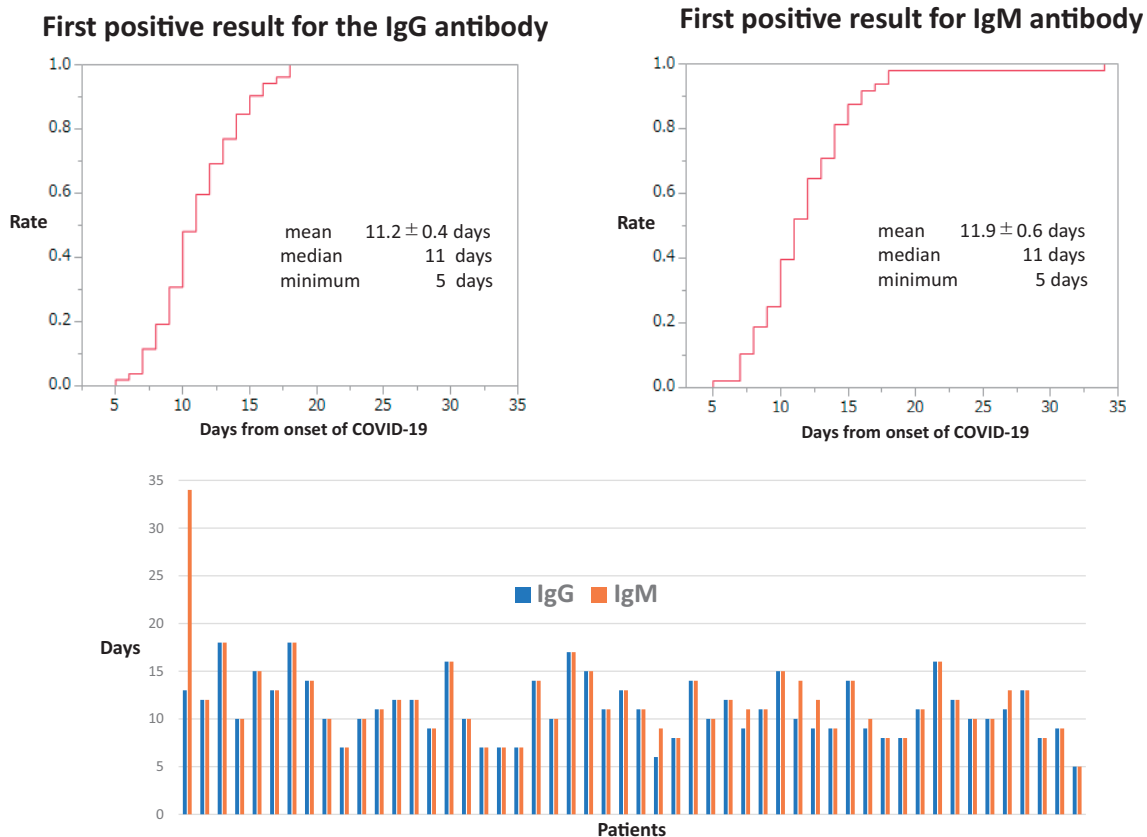 First positive result for the IgG antibody
1.0
0.8
0.6
Rate
0.4
0.2
0.0
mean 11.2 ± 0.4 days
median 11 days
minimum 5 days
5 10 15 20 25 30 35
Days from onset of COVID-19
First positive result for IgM antibody
1.0
0.8
0.6
Rate
0.4
0.2
0.0
mean 11.9 ± 0.6 days
median 11 days
minimum 5 days
5 10 15 20 25 30 35
Days from onset of COVID-19
35
30
25
20
Days
15
10
5
0
IgG IgM
Patients